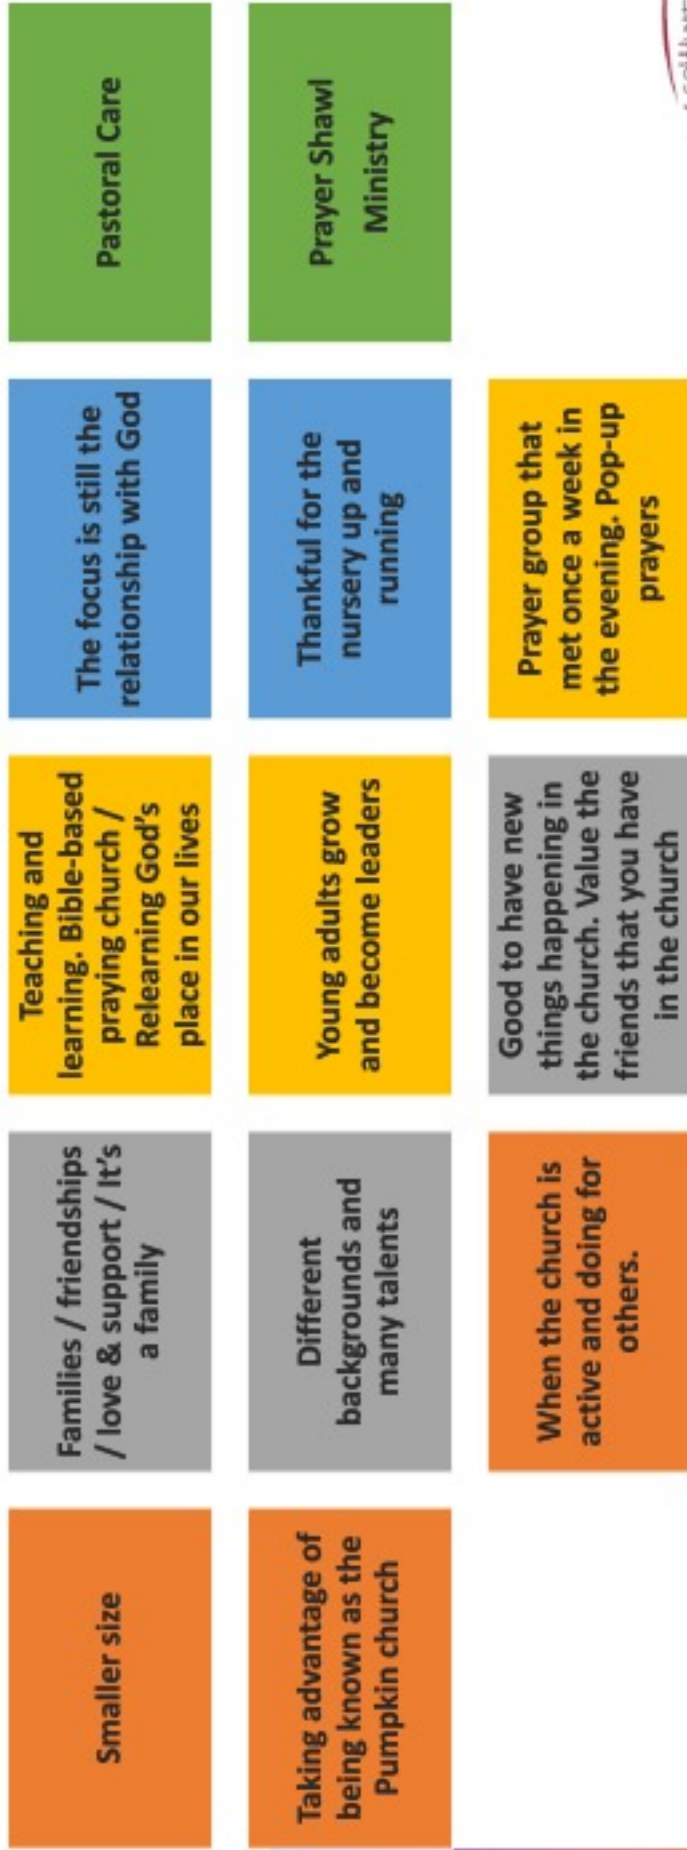 Smaller size
Families / friendships
/ love & support / It's
a family
Teaching and
learning. Bible-based
praying church /
Relearning God's
place in our lives
The focus is still the
relationship with God
Pastoral Care
Taking advantage of
being known as the
Pumpkin church
Different
backgrounds and
many talents
Young adults grow
and become leaders
Thankful for the
nursery up and
running
Prayer Shawl
Ministry
When the church is
active and doing for
others.
Good to have new
things happening in
the church. Value the
friends that you have
in the church
Prayer group that
met once a week in
the evening. Pop-up
prayers